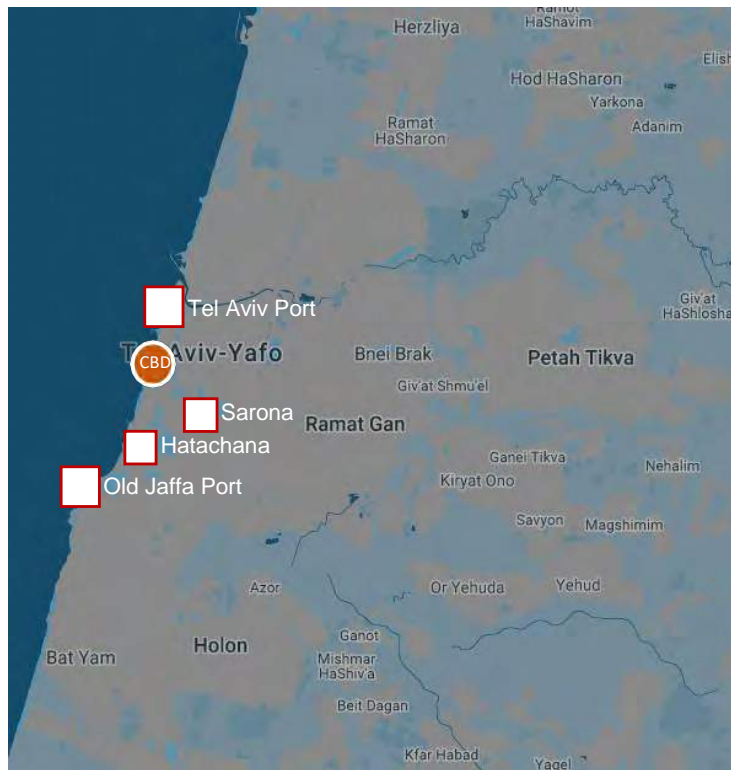 Ramot
HaShavim
Herzliya
Elish
Hod HaSharon
Yarkona
Ramat
HaSharon
Adanim
Giv'at
HaShlosha
Tel Aviv Port
Aviv-Yafo
CBD
Bnei Brak
Petah Tikva
Giv'at Shmu'el
Sarona
Ramat Gan
Hatachana
Ganei Tikva
Nehalim
Kiryat Ono
Old Jaffa Port
Savyon
Magshimim
Azor
Or Yehuda
Yehud
Ganot
Holon
Bat Yam
Mishmar
HaShiv'a
Beit Dagan
Kfar Habad
Yagel